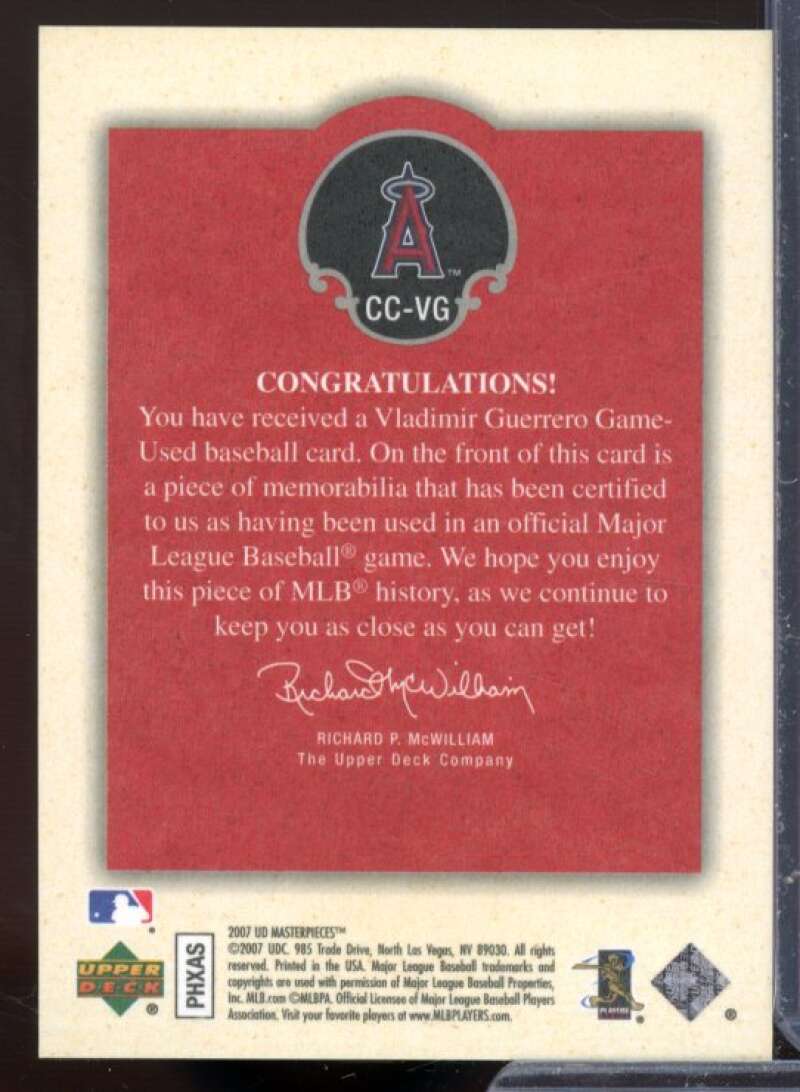 A™
CC-VG
CONGRATULATIONS!
You have received a Vladimir Guerrero Game-
Used baseball card. On the front of this card is
a piece of memorabilia that has been certified
to us as having been used in an official Major
League Baseball® game. We hope you enjoy
this piece of MLB® history, as we continue to
keep you as close as you can get!
Richard McWilliam
RICHARD P. McWILLIAM
The Upper Deck Company
UPPER
DECK
®
PHXAS
2007 UD MASTERPIECES™
©2007 UDC. 985 Trade Drive, North Las Vegas, NV 89030. All rights
reserved. Printed in the USA. Major League Baseball trademarks and
copyrights are used with permission of Major League Baseball Properties,
Inc. MLB.com ©MLBPA. Official Licensee of Major League Baseball Players
Association. Visit your favorite players at www.MLBPLAYERS.com.
PLAYERS
®